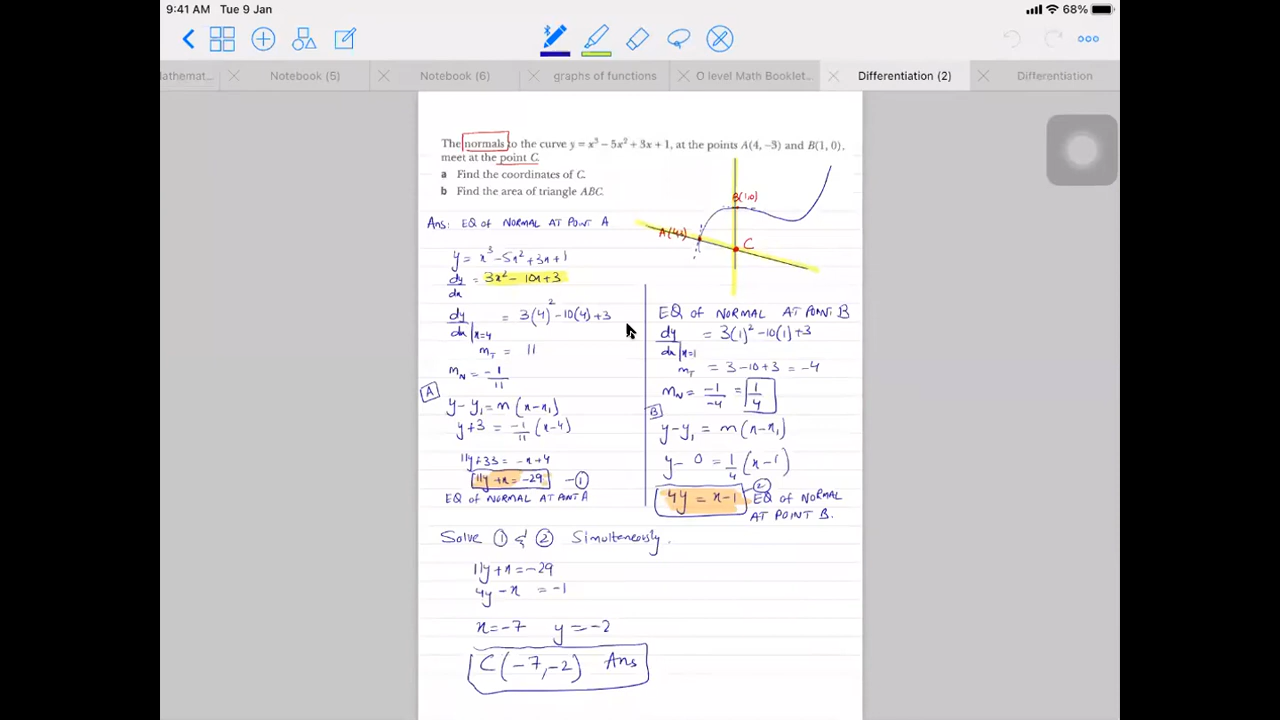 9:41 AM Tue 9 Jan
68%
athemat...
Notebook (5)
Notebook (6)
graphs of functions
O level Math Booklet...
Differentiation (2)
Differentiation
The normals to the curve y = x³ − 5x² + 3x + 1, at the points A(4, −3) and B(1, 0),
meet at the point C.
a Find the coordinates of C.
b Find the area of triangle ABC.
B(1,0)
C
Ans: EQ OF NORMAL AT POINT A
y = x³ -5x² +3x+1
dy/dx = 3x² - 10x+3
dy/dx|x=4 = 3(4)² -10(4)+3
mT = 11
mN = -1/11
A
y-y₁ = m(x-x₁)
y+3 = -1/11 (x-4)
11y+33 = -x+4
11y+x = -29 -①
EQ OF NORMAL AT PNT A
EQ OF NORMAL AT POINT B
dy/dx|x=1 = 3(1)² -10(1)+3
mT = 3-10+3 = -4
mN = -1/-4 = 1/4
B
y-y₁ = m(x-x₁)
y- 0 = 1/4 (x-1)
4y = x-1 ② EQ OF NORMAL
AT POINT B.
Solve ① & ② Simultaneously.
11y+x = -29
4y - x = -1
x=-7 y=-2
C(-7,-2) Ans